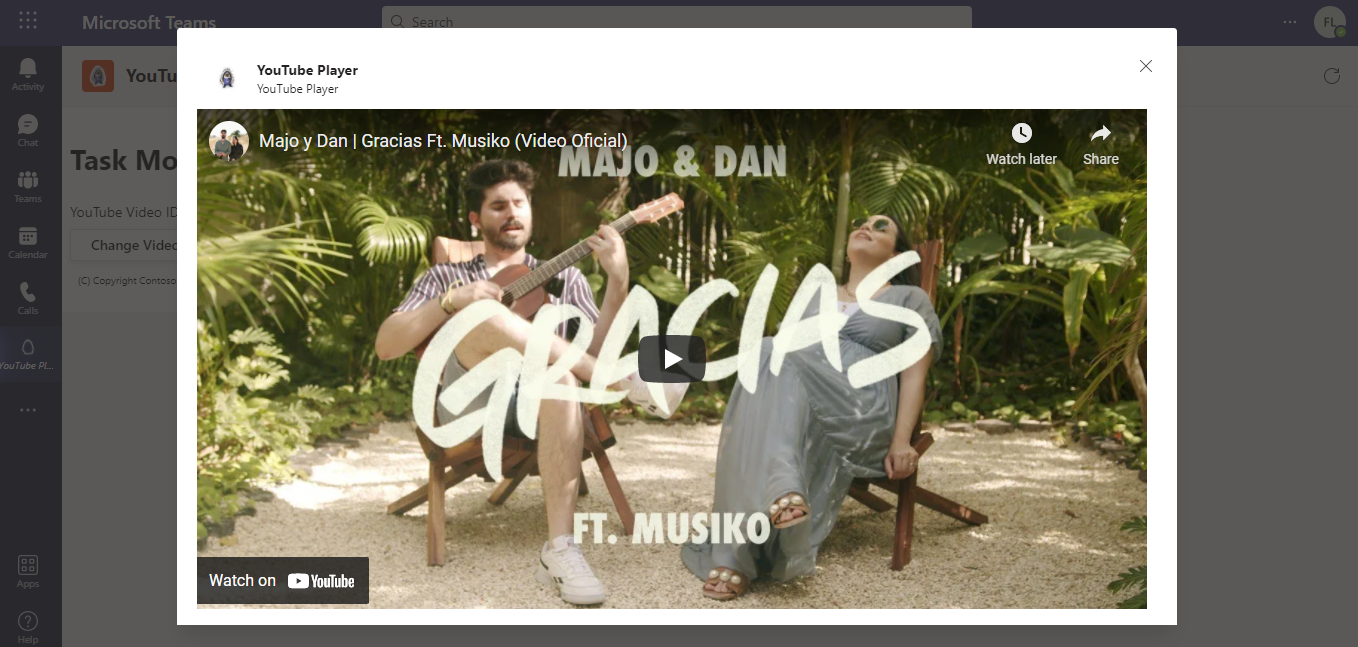 Microsoft Teams
Search
FL
Activity
Chat
Teams
Calendar
Calls
YouTube Pl...
Apps
Help
YouTu
Task Mo
YouTube Video ID
Change Video
(C) Copyright Contoso
YouTube Player
YouTube Player
Majo y Dan | Gracias Ft. Musiko (Video Oficial)
Watch later
Share
MAJO & DAN
GRACIAS
FT. MUSIKO
Watch on YouTube